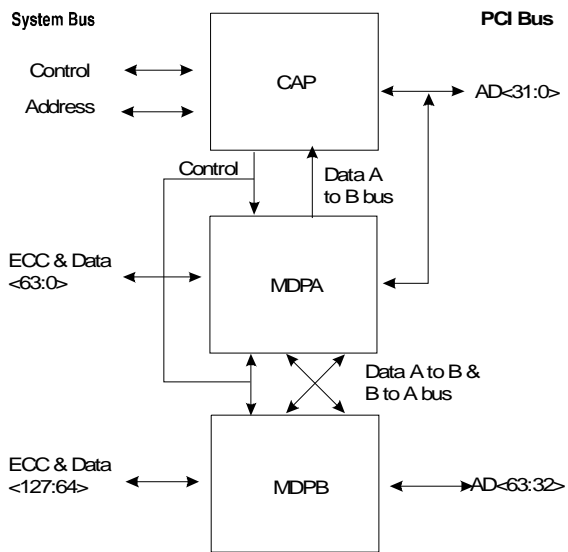 System Bus
PCI Bus
Control
CAP
AD<31:0>
Address
Control
Data A
to B bus
ECC & Data
<63:0>
MDPA
Data A to B &
B to A bus
ECC & Data
<127:64>
MDPB
AD<63:32>